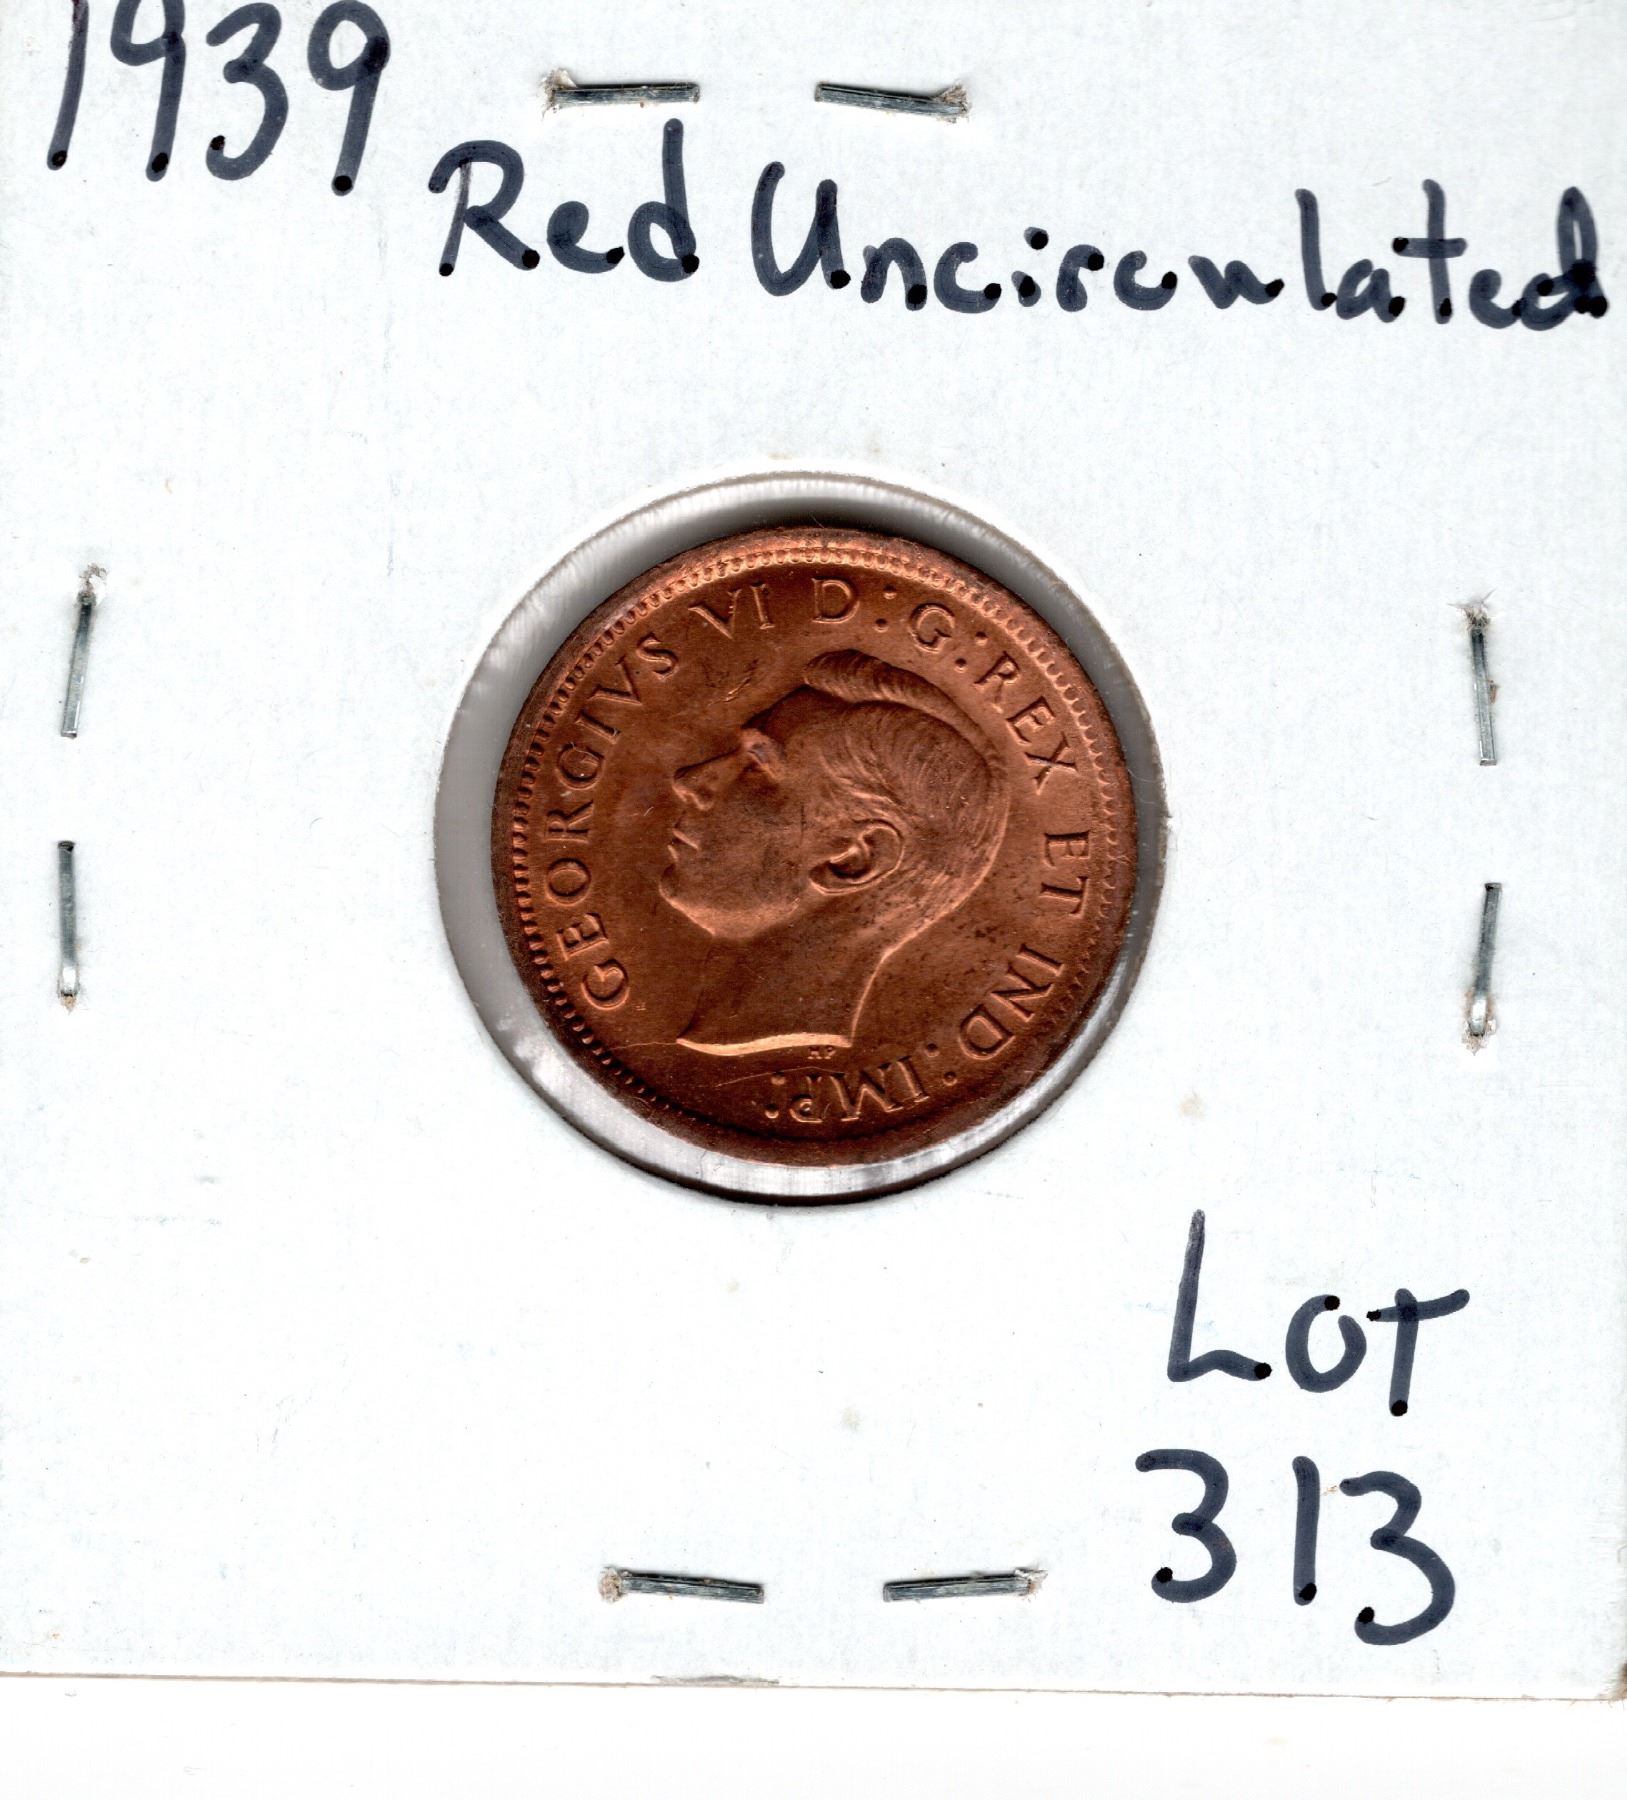 1939
Red Uncirculated
GEORGIVS VI D:G:REX ET IND:IMP:
HP
LOT
313